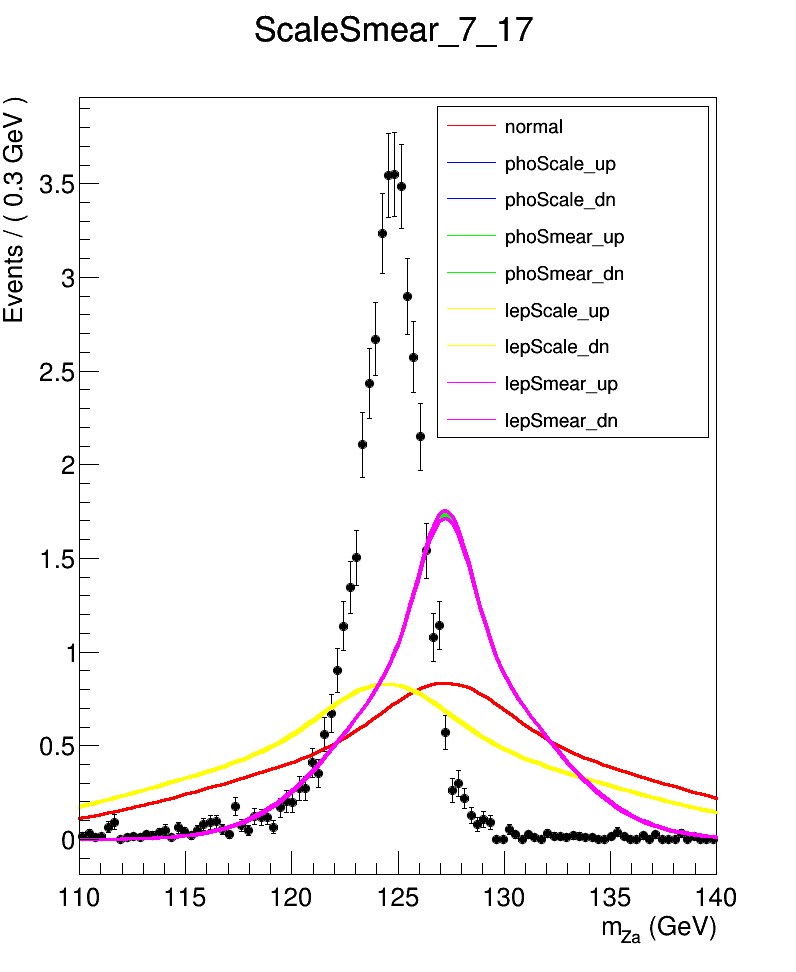 ScaleSmear_7_17
Events / ( 0.3 GeV )
normal
phoScale_up
phoScale_dn
phoSmear_up
phoSmear_dn
lepScale_up
lepScale_dn
lepSmear_up
lepSmear_dn
3.5
3
2.5
2
1.5
1
0.5
0
110 115 120 125 130 135 140
m_Za (GeV)